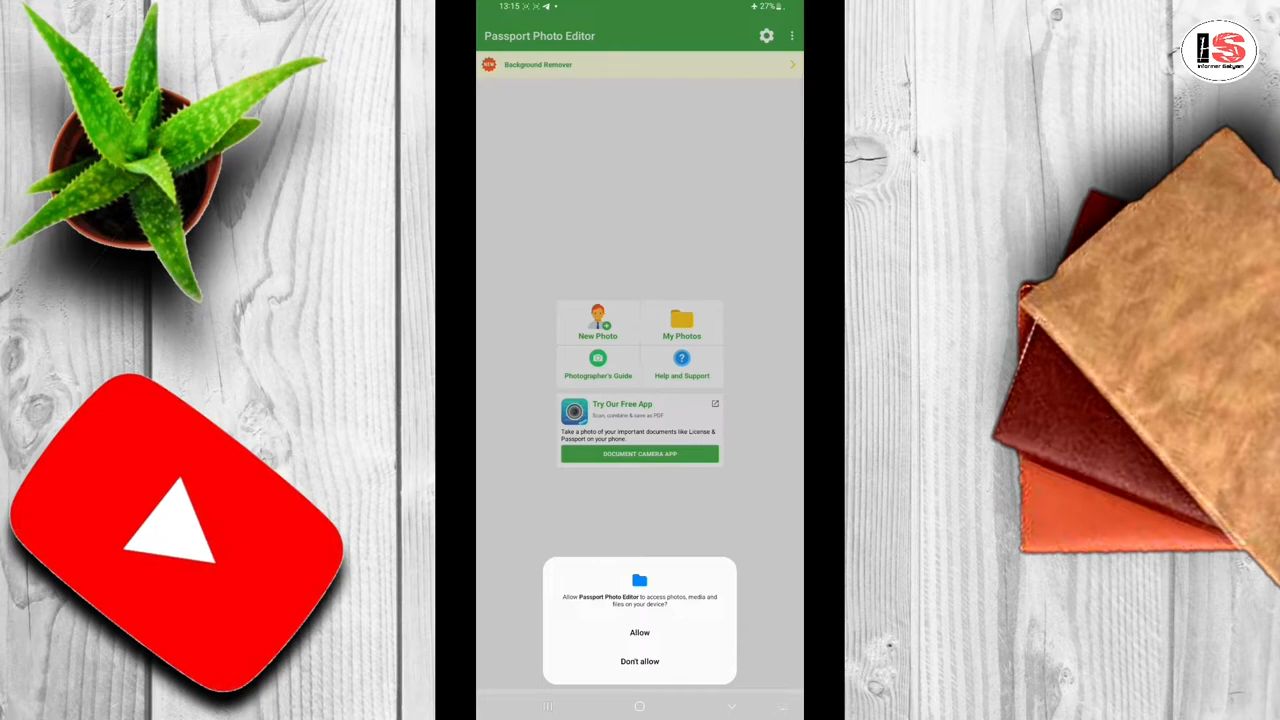 13:15
27%
Passport Photo Editor
NEW
Background Remover
New Photo
My Photos
Photographer's Guide
Help and Support
Try Our Free App
Scan, combine & save as PDF
Take a photo of your important documents like License &
Passport on your phone.
DOCUMENT CAMERA APP
Allow Passport Photo Editor to access photos, media and
files on your device?
Allow
Don't allow
IS
Informer Satyam